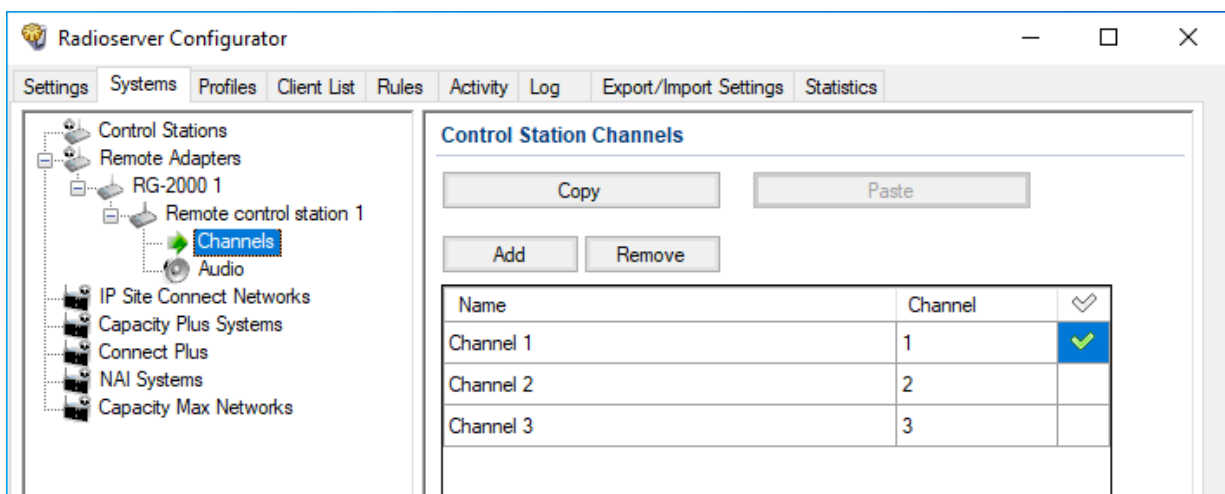 Radioserver Configurator
Settings Systems Profiles Client List Rules Activity Log Export/Import Settings Statistics
Control Stations
Remote Adapters
RG-2000 1
Remote control station 1
Channels
Audio
IP Site Connect Networks
Capacity Plus Systems
Connect Plus
NAI Systems
Capacity Max Networks
Control Station Channels
Copy Paste
Add Remove
Name Channel
Channel 1 1
Channel 2 2
Channel 3 3